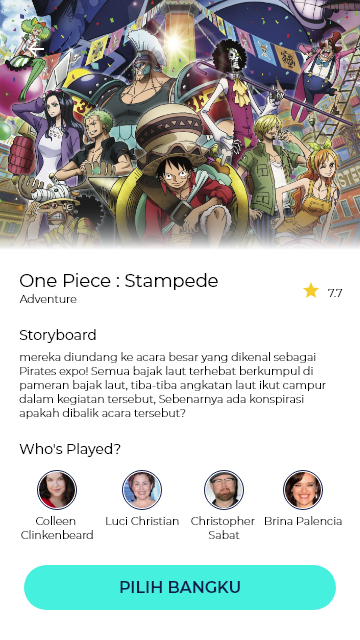 One Piece : Stampede
Adventure
7.7
Storyboard
mereka diundang ke acara besar yang dikenal sebagai
Pirates expo! Semua bajak laut terhebat berkumpul di
pameran bajak laut, tiba-tiba angkatan laut ikut campur
dalam kegiatan tersebut, Sebenarnya ada konspirasi
apakah dibalik acara tersebut?
Who's Played?
Colleen
Clinkenbeard
Luci Christian
Christopher
Sabat
Brina Palencia
PILIH BANGKU